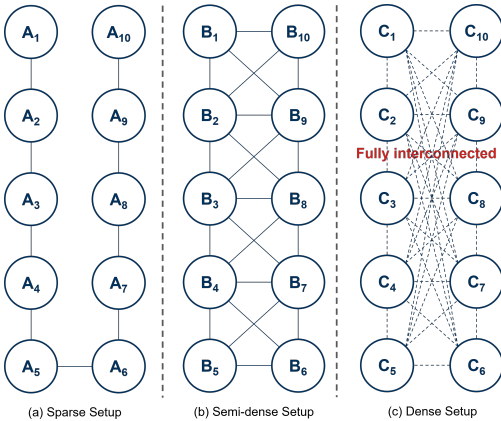 A1 A10 B1 B10 C1 C10
A2 A9 B2 B9 C2 C9
Fully interconnected
A3 A8 B3 B8 C3 C8
A4 A7 B4 B7 C4 C7
A5 A6 B5 B6 C5 C6
(a) Sparse Setup (b) Semi-dense Setup (c) Dense Setup